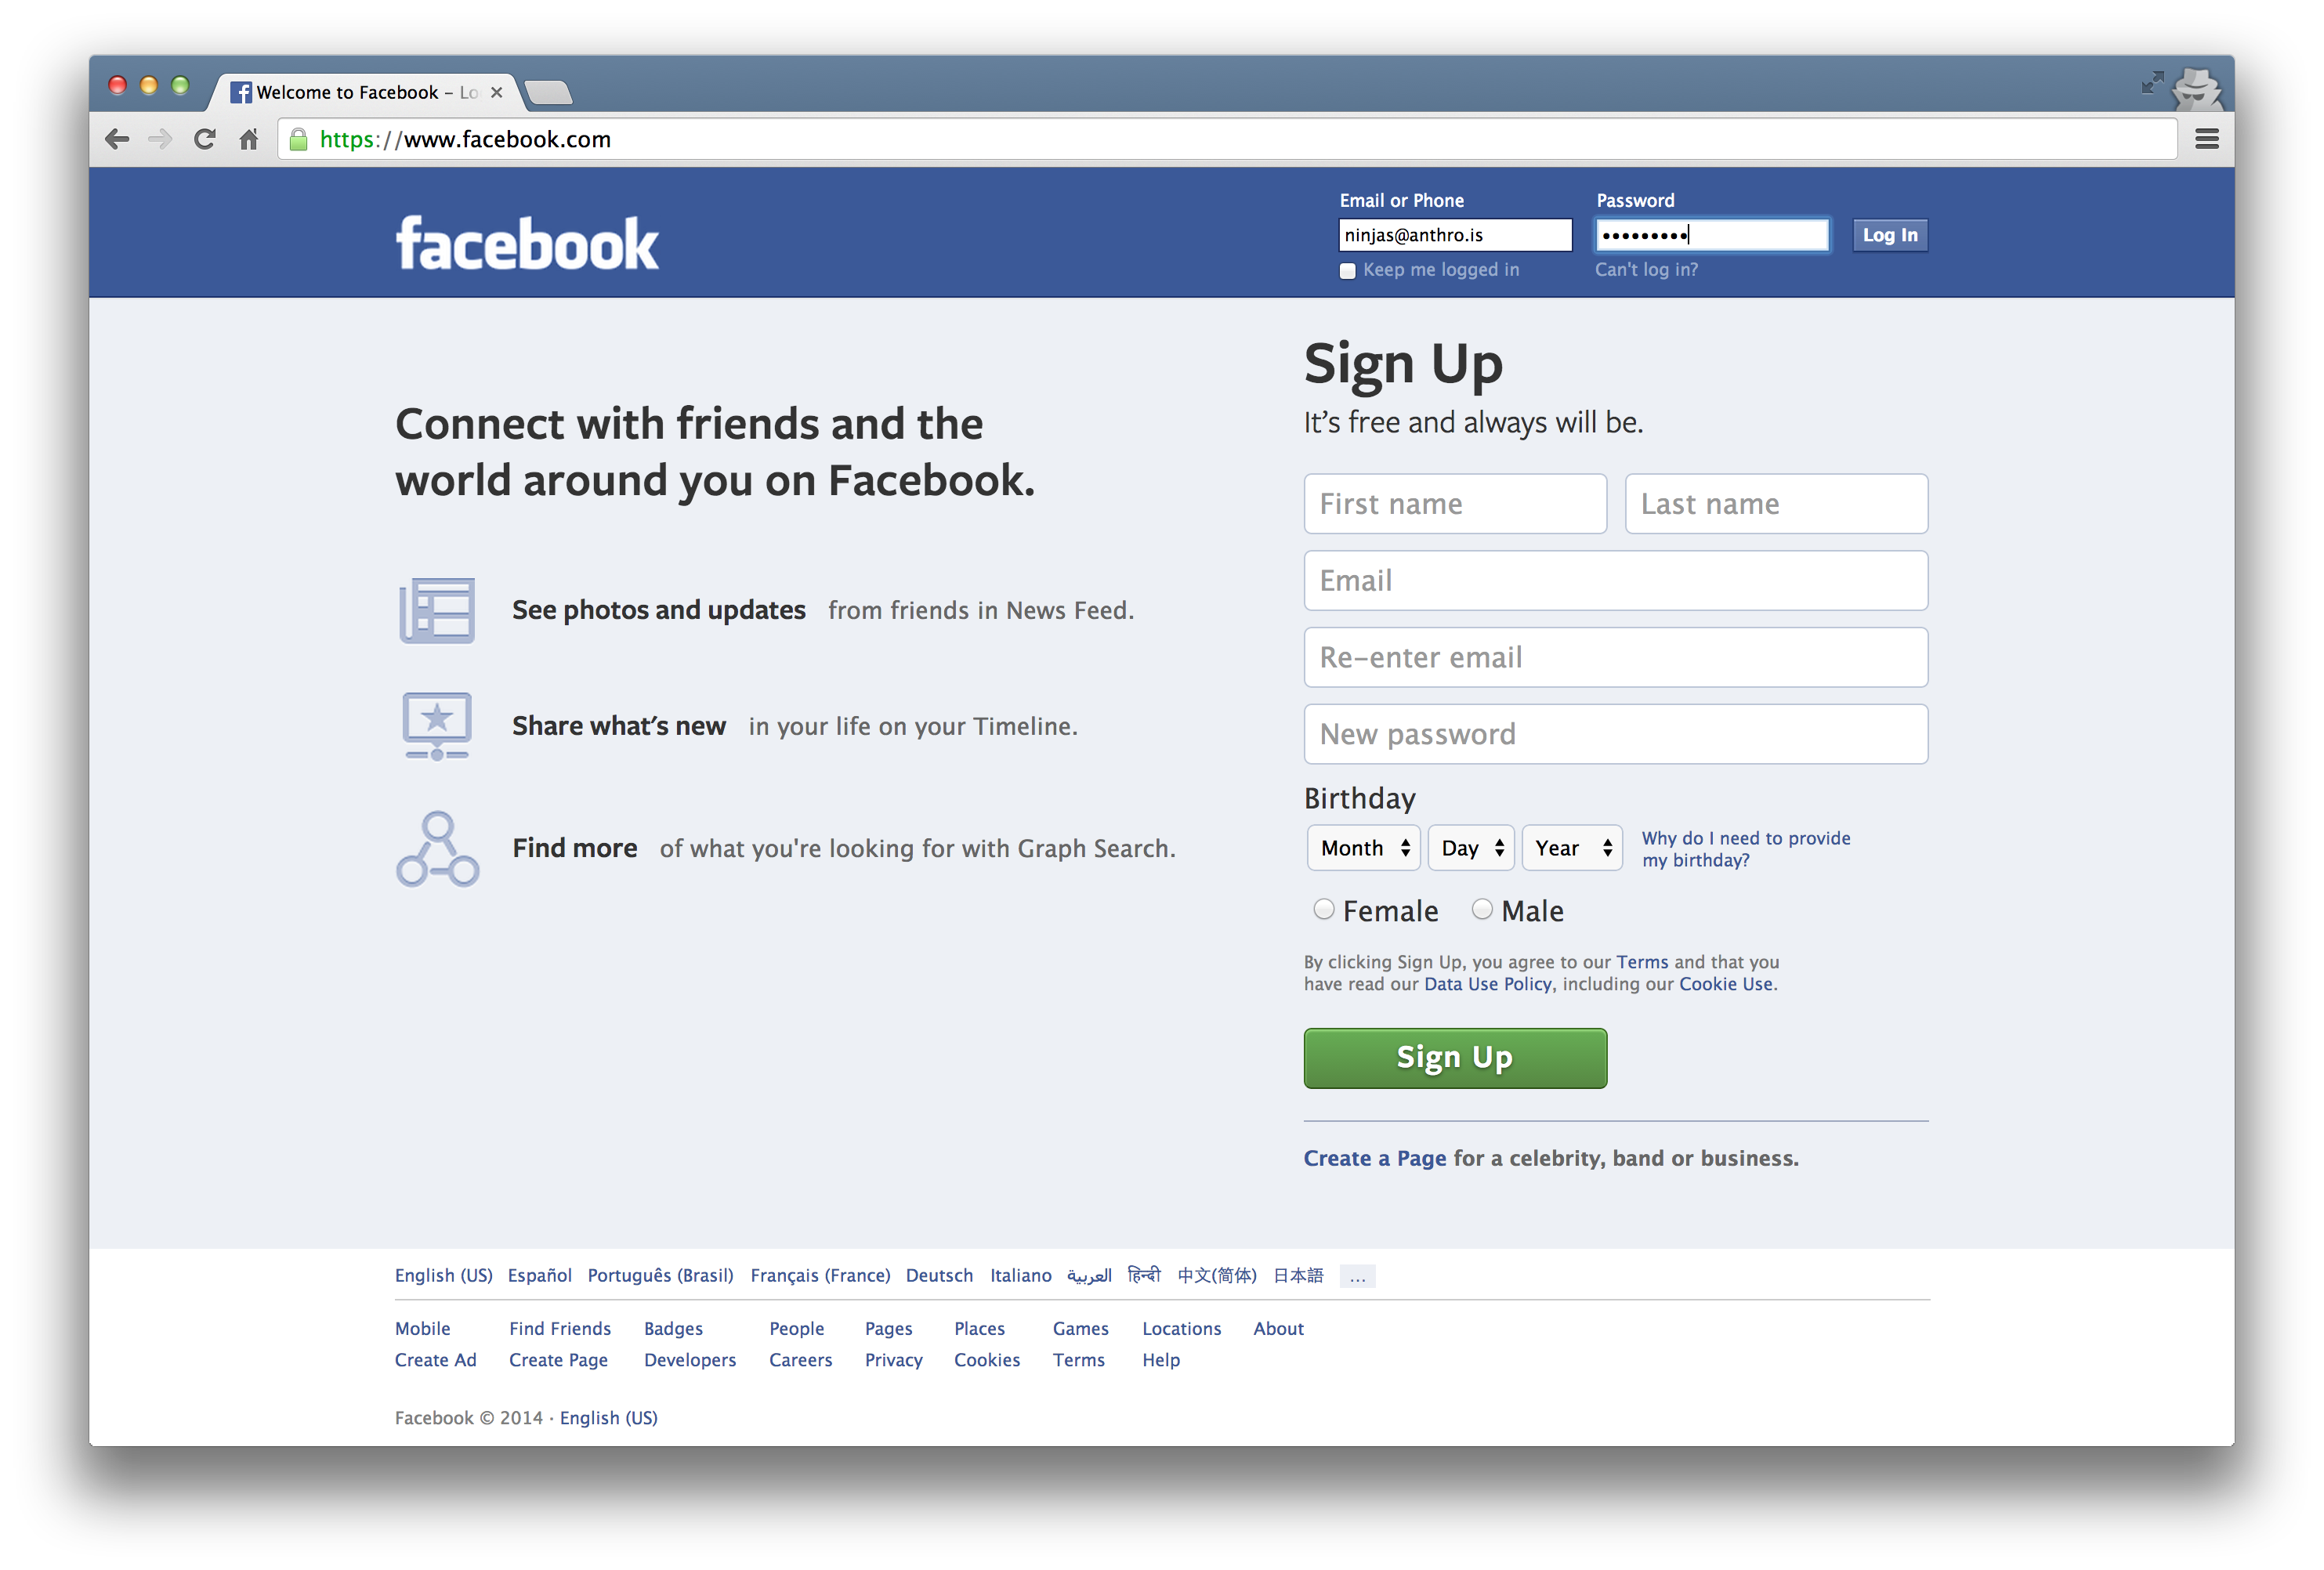 Welcome to Facebook – Lo
https://www.facebook.com
facebook
Email or Phone
Password
ninjas@anthro.is
•••••••••
Log In
Keep me logged in
Can't log in?
Connect with friends and the
world around you on Facebook.
See photos and updates from friends in News Feed.
Share what's new in your life on your Timeline.
Find more of what you're looking for with Graph Search.
Sign Up
It's free and always will be.
First name
Last name
Email
Re-enter email
New password
Birthday
Month
Day
Year
Why do I need to provide
my birthday?
Female
Male
By clicking Sign Up, you agree to our Terms and that you
have read our Data Use Policy, including our Cookie Use.
Sign Up
Create a Page for a celebrity, band or business.
English (US) Español Português (Brasil) Français (France) Deutsch Italiano العربية हिन्दी 中文(简体) 日本語 ...
Mobile Find Friends Badges People Pages Places Games Locations About
Create Ad Create Page Developers Careers Privacy Cookies Terms Help
Facebook © 2014 · English (US)